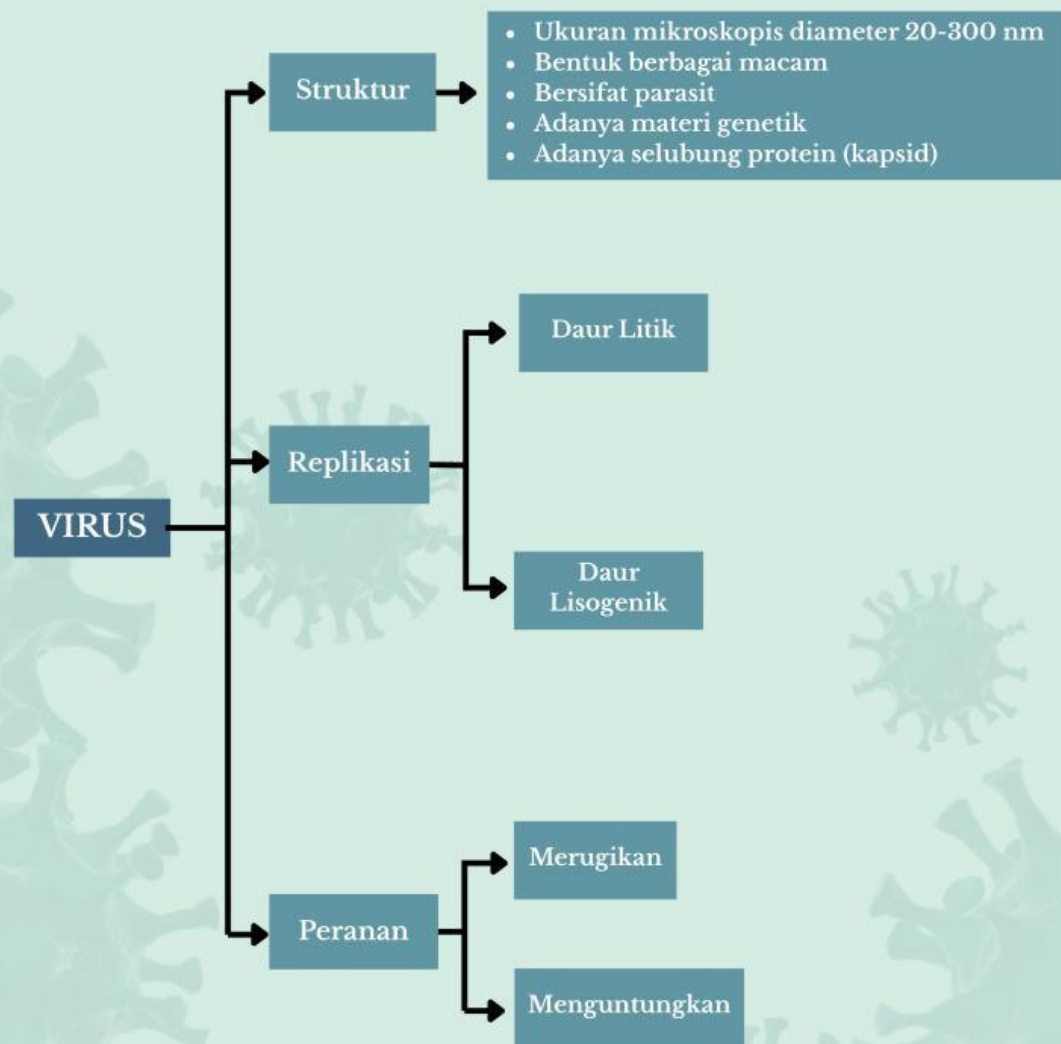 • Ukuran mikroskopis diameter 20-300 nm
• Bentuk berbagai macam
• Bersifat parasit
• Adanya materi genetik
• Adanya selubung protein (kapsid)
Struktur
Daur Litik
Replikasi
VIRUS
Daur
Lisogenik
Merugikan
Peranan
Menguntungkan